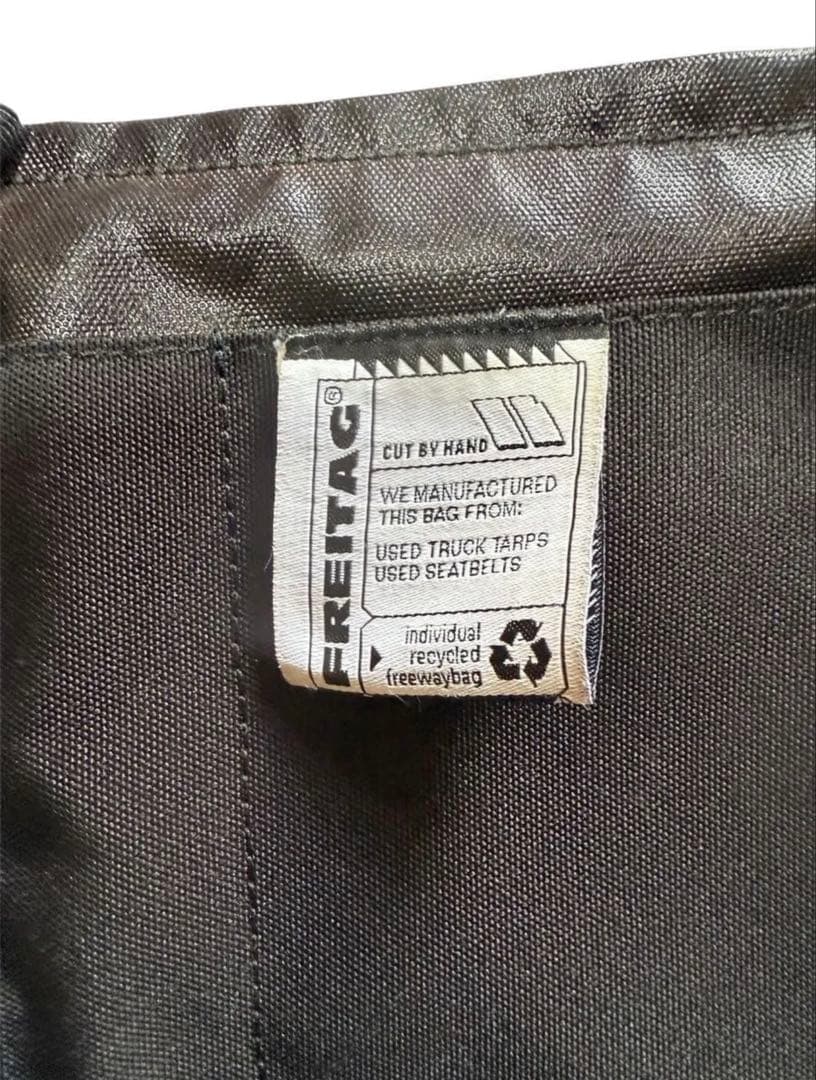 FREITAG®
CUT BY HAND
WE MANUFACTURED
THIS BAG FROM:
USED TRUCK TARPS
USED SEATBELTS
individual
recycled
freewaybag